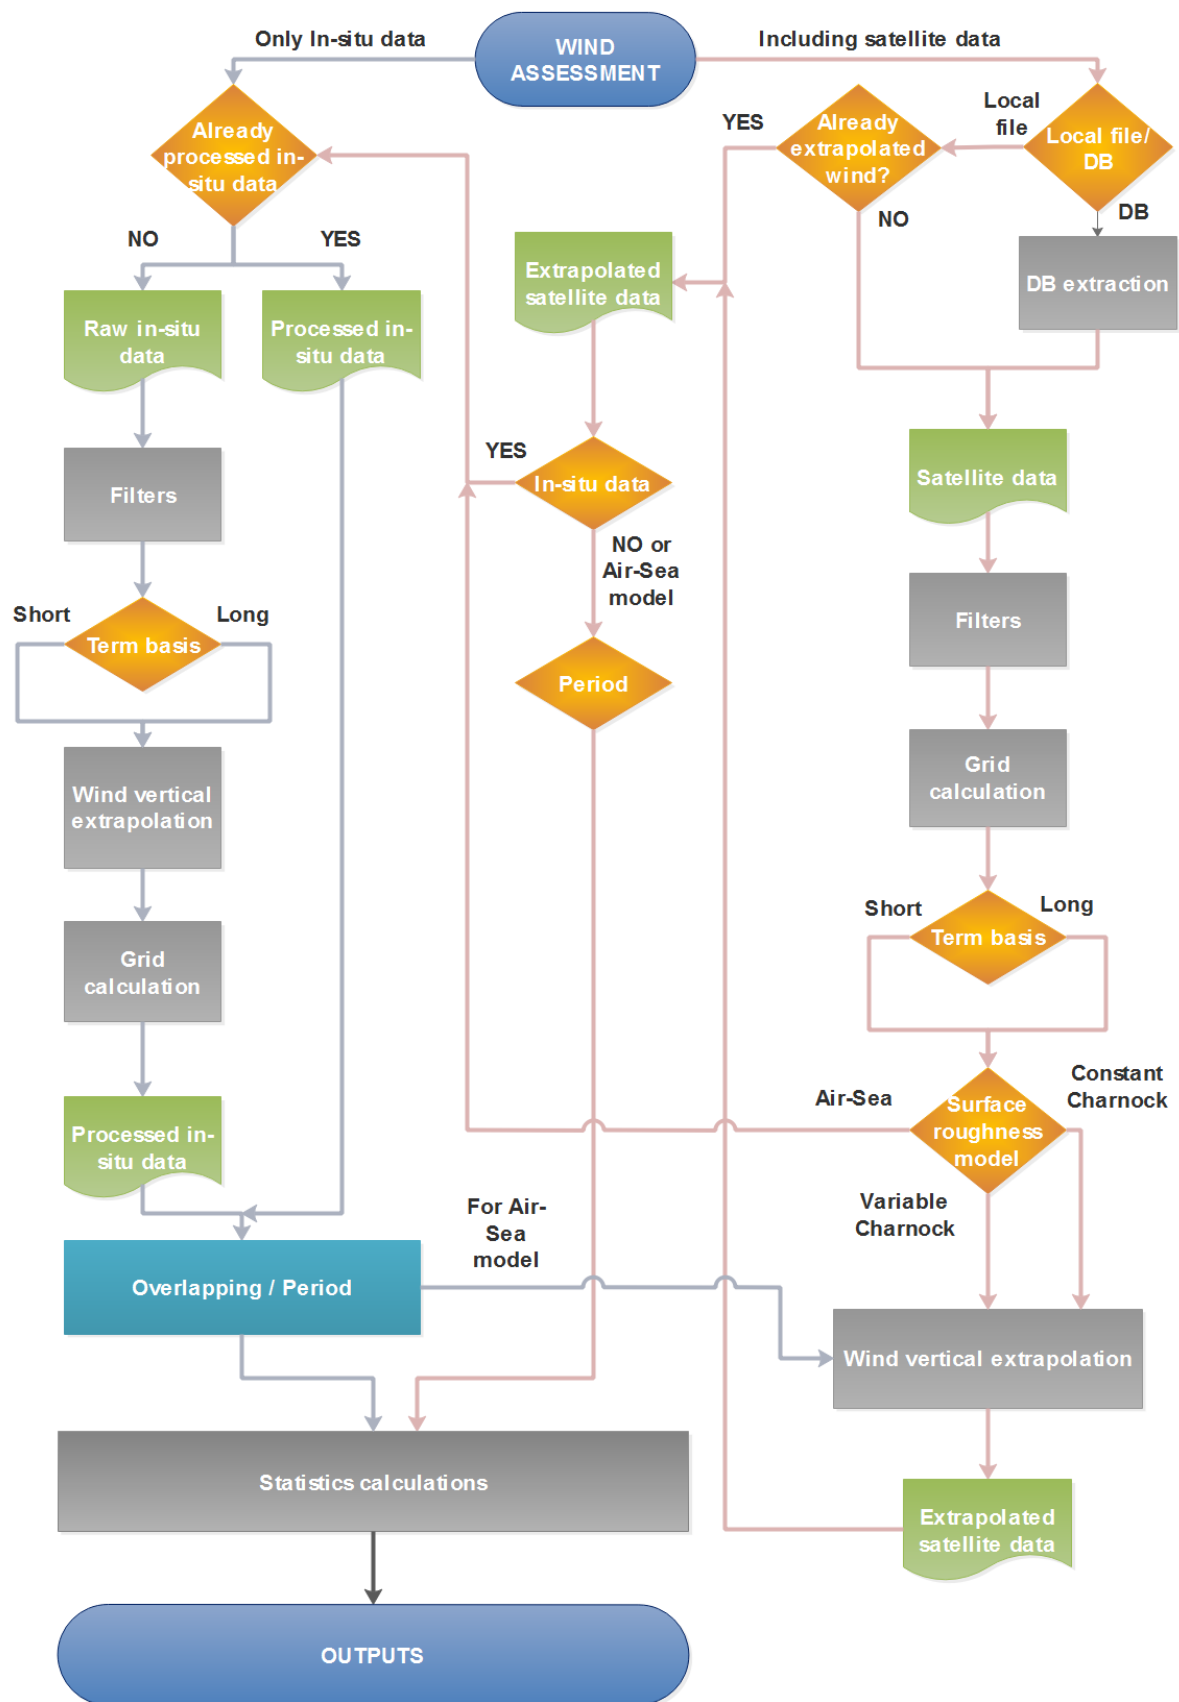 Only In-situ data
WIND
ASSESSMENT
Including satellite data
Already
processed in-
situ data
YES
Already
extrapolated
wind?
Local
file
Local file/
DB
NO
DB
NO
YES
Extrapolated
satellite data
DB extraction
Raw in-situ
data
Processed in-
situ data
YES
In-situ data
Satellite data
Filters
NO or
Air-Sea
model
Filters
Short
Long
Term basis
Period
Wind vertical
extrapolation
Grid
calculation
Short
Long
Term basis
Grid
calculation
Air-Sea
Surface
roughness
model
Constant
Charnock
Processed in-
situ data
For Air-
Sea
model
Variable
Charnock
Overlapping / Period
Wind vertical extrapolation
Statistics calculations
Extrapolated
satellite data
OUTPUTS